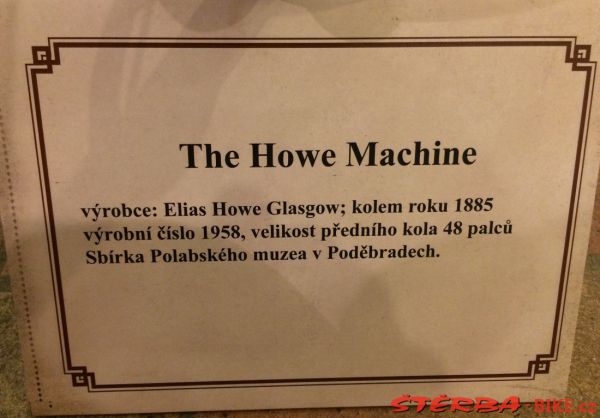 The Howe Machine
výrobce: Elias Howe Glasgow; kolem roku 1885
výrobní číslo 1958, velikost předního kola 48 palců
Sbírka Polabského muzea v Poděbradech.
ŠTĚRBA-BIKE.cz